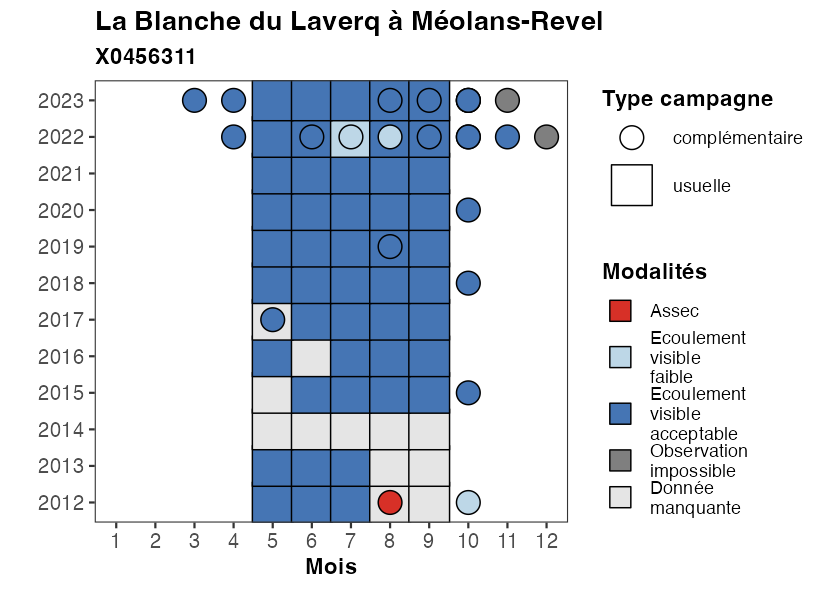 La Blanche du Laverq à Méolans-Revel
X0456311
2023
2022
2021
2020
2019
2018
2017
2016
2015
2014
2013
2012
1 2 3 4 5 6 7 8 9 10 11 12
Mois
Type campagne
complémentaire
usuelle
Modalités
Assec
Ecoulement
visible
faible
Ecoulement
visible
acceptable
Observation
impossible
Donnée
manquante